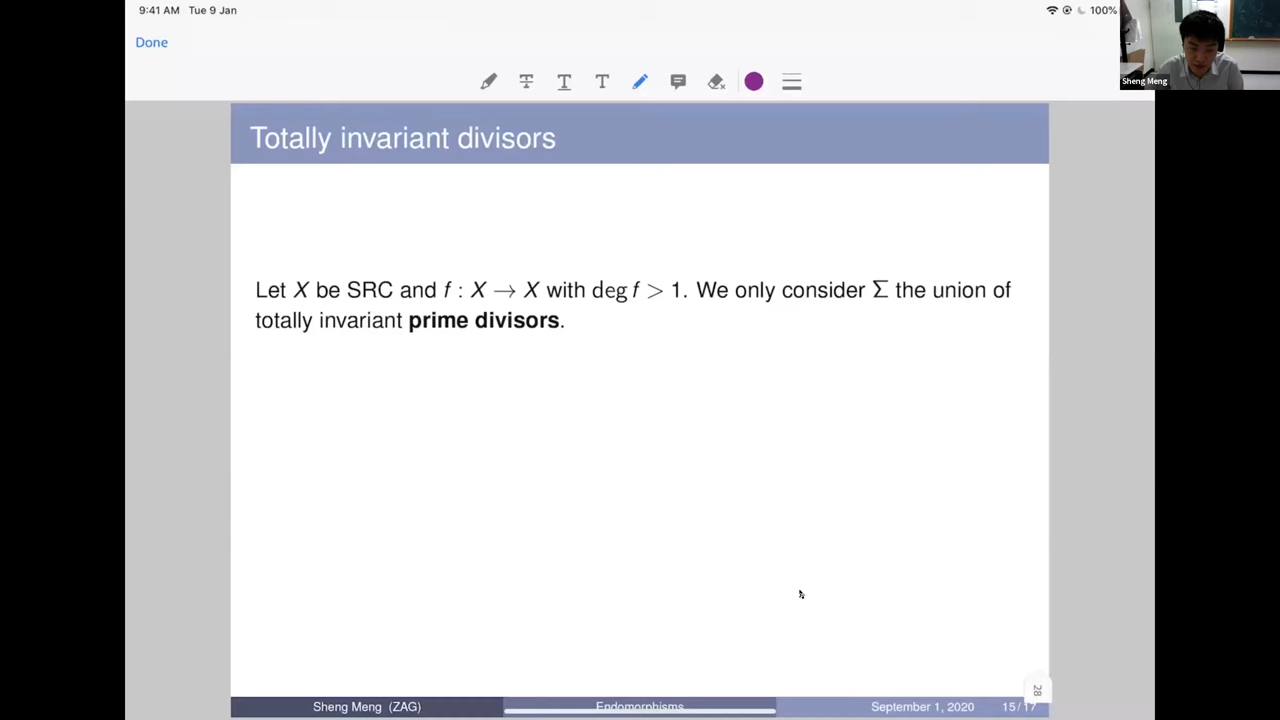 9:41 AM Tue 9 Jan
100%
Done
Sheng Meng
Totally invariant divisors
Let X be SRC and f : X → X with deg f > 1. We only consider Σ the union of
totally invariant prime divisors.
28
Sheng Meng (ZAG)
Endomorphisms
September 1, 2020
15/17